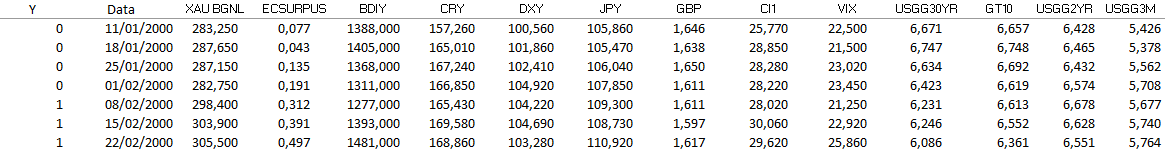 Y Data XAU BGNL ECSURPUS BDIY CRY DXY JPY GBP Cl1 VIX USGG30YR GT10 USGG2YR USGG3M
0 11/01/2000 283,250 0,077 1388,000 157,260 100,560 105,860 1,646 25,770 22,500 6,671 6,657 6,428 5,426
0 18/01/2000 287,650 0,043 1405,000 165,010 101,860 105,470 1,638 28,850 21,500 6,747 6,748 6,465 5,378
0 25/01/2000 287,150 0,135 1368,000 167,240 102,410 106,040 1,650 28,280 23,020 6,634 6,692 6,432 5,562
0 01/02/2000 282,750 0,191 1311,000 166,850 104,920 107,850 1,611 28,220 23,450 6,423 6,619 6,574 5,708
1 08/02/2000 298,400 0,312 1277,000 165,430 104,220 109,300 1,611 28,020 21,250 6,231 6,613 6,678 5,677
1 15/02/2000 303,900 0,391 1393,000 169,580 104,690 108,730 1,597 30,060 22,920 6,246 6,552 6,628 5,740
1 22/02/2000 305,500 0,497 1481,000 168,860 103,280 110,920 1,617 29,620 25,860 6,086 6,361 6,551 5,764